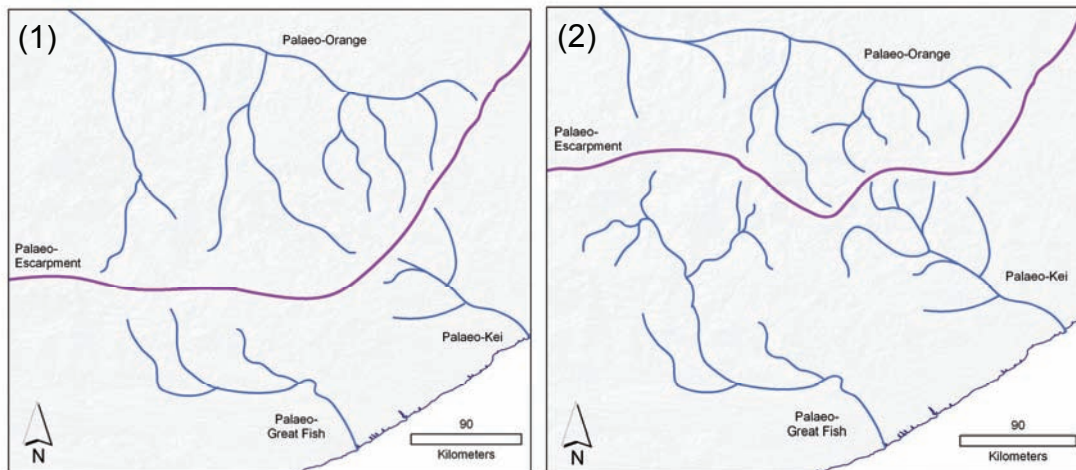 (1)
Palaeo-Orange
Palaeo-
Escarpment
Palaeo-Kei
Palaeo-
Great Fish
N
90
Kilometers
(2)
Palaeo-Orange
Palaeo-
Escarpment
Palaeo-Kei
Palaeo-
Great Fish
N
90
Kilometers